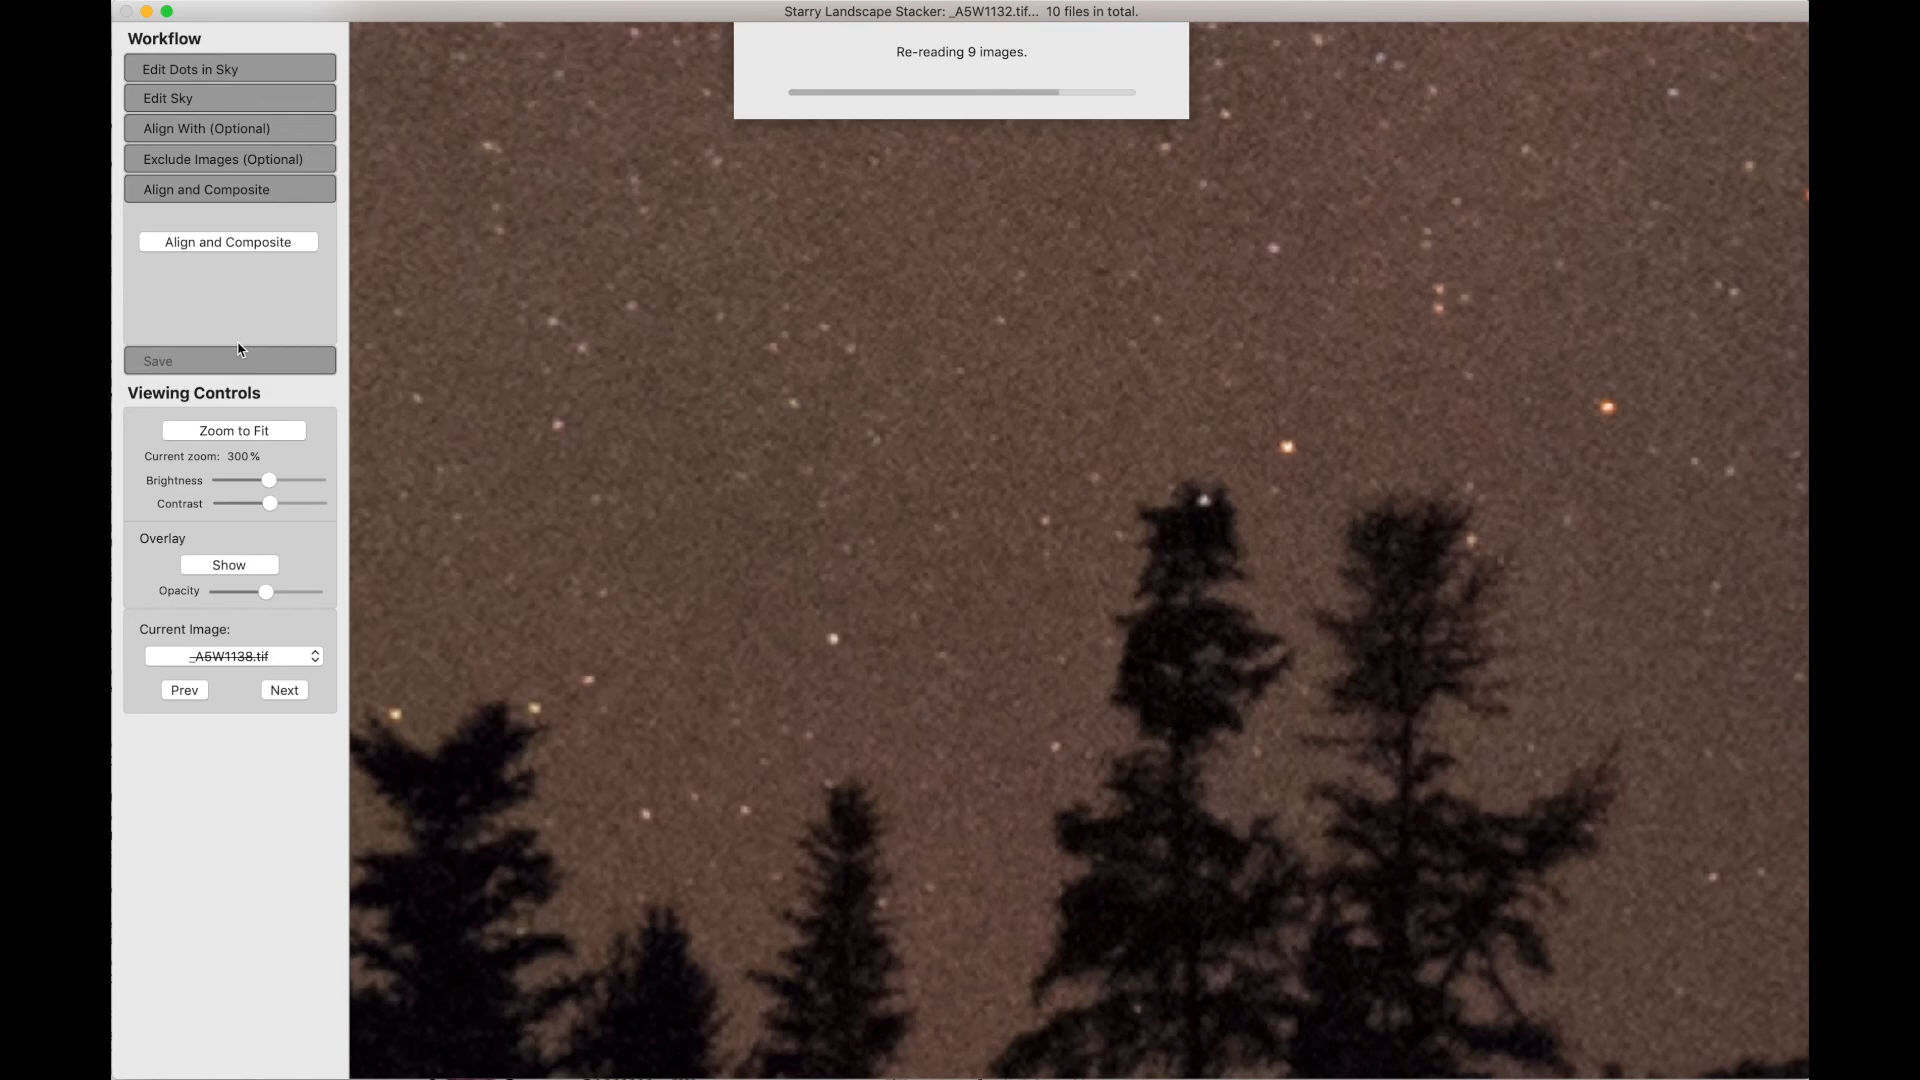 Starry Landscape Stacker: _A5W1132.tif... 10 files in total.
Workflow
Edit Dots in Sky
Edit Sky
Align With (Optional)
Exclude Images (Optional)
Align and Composite
Align and Composite
Save
Viewing Controls
Zoom to Fit
Current zoom: 300 %
Brightness
Contrast
Overlay
Show
Opacity
Current Image:
_A5W1138.tif
Prev Next
Re-reading 9 images.